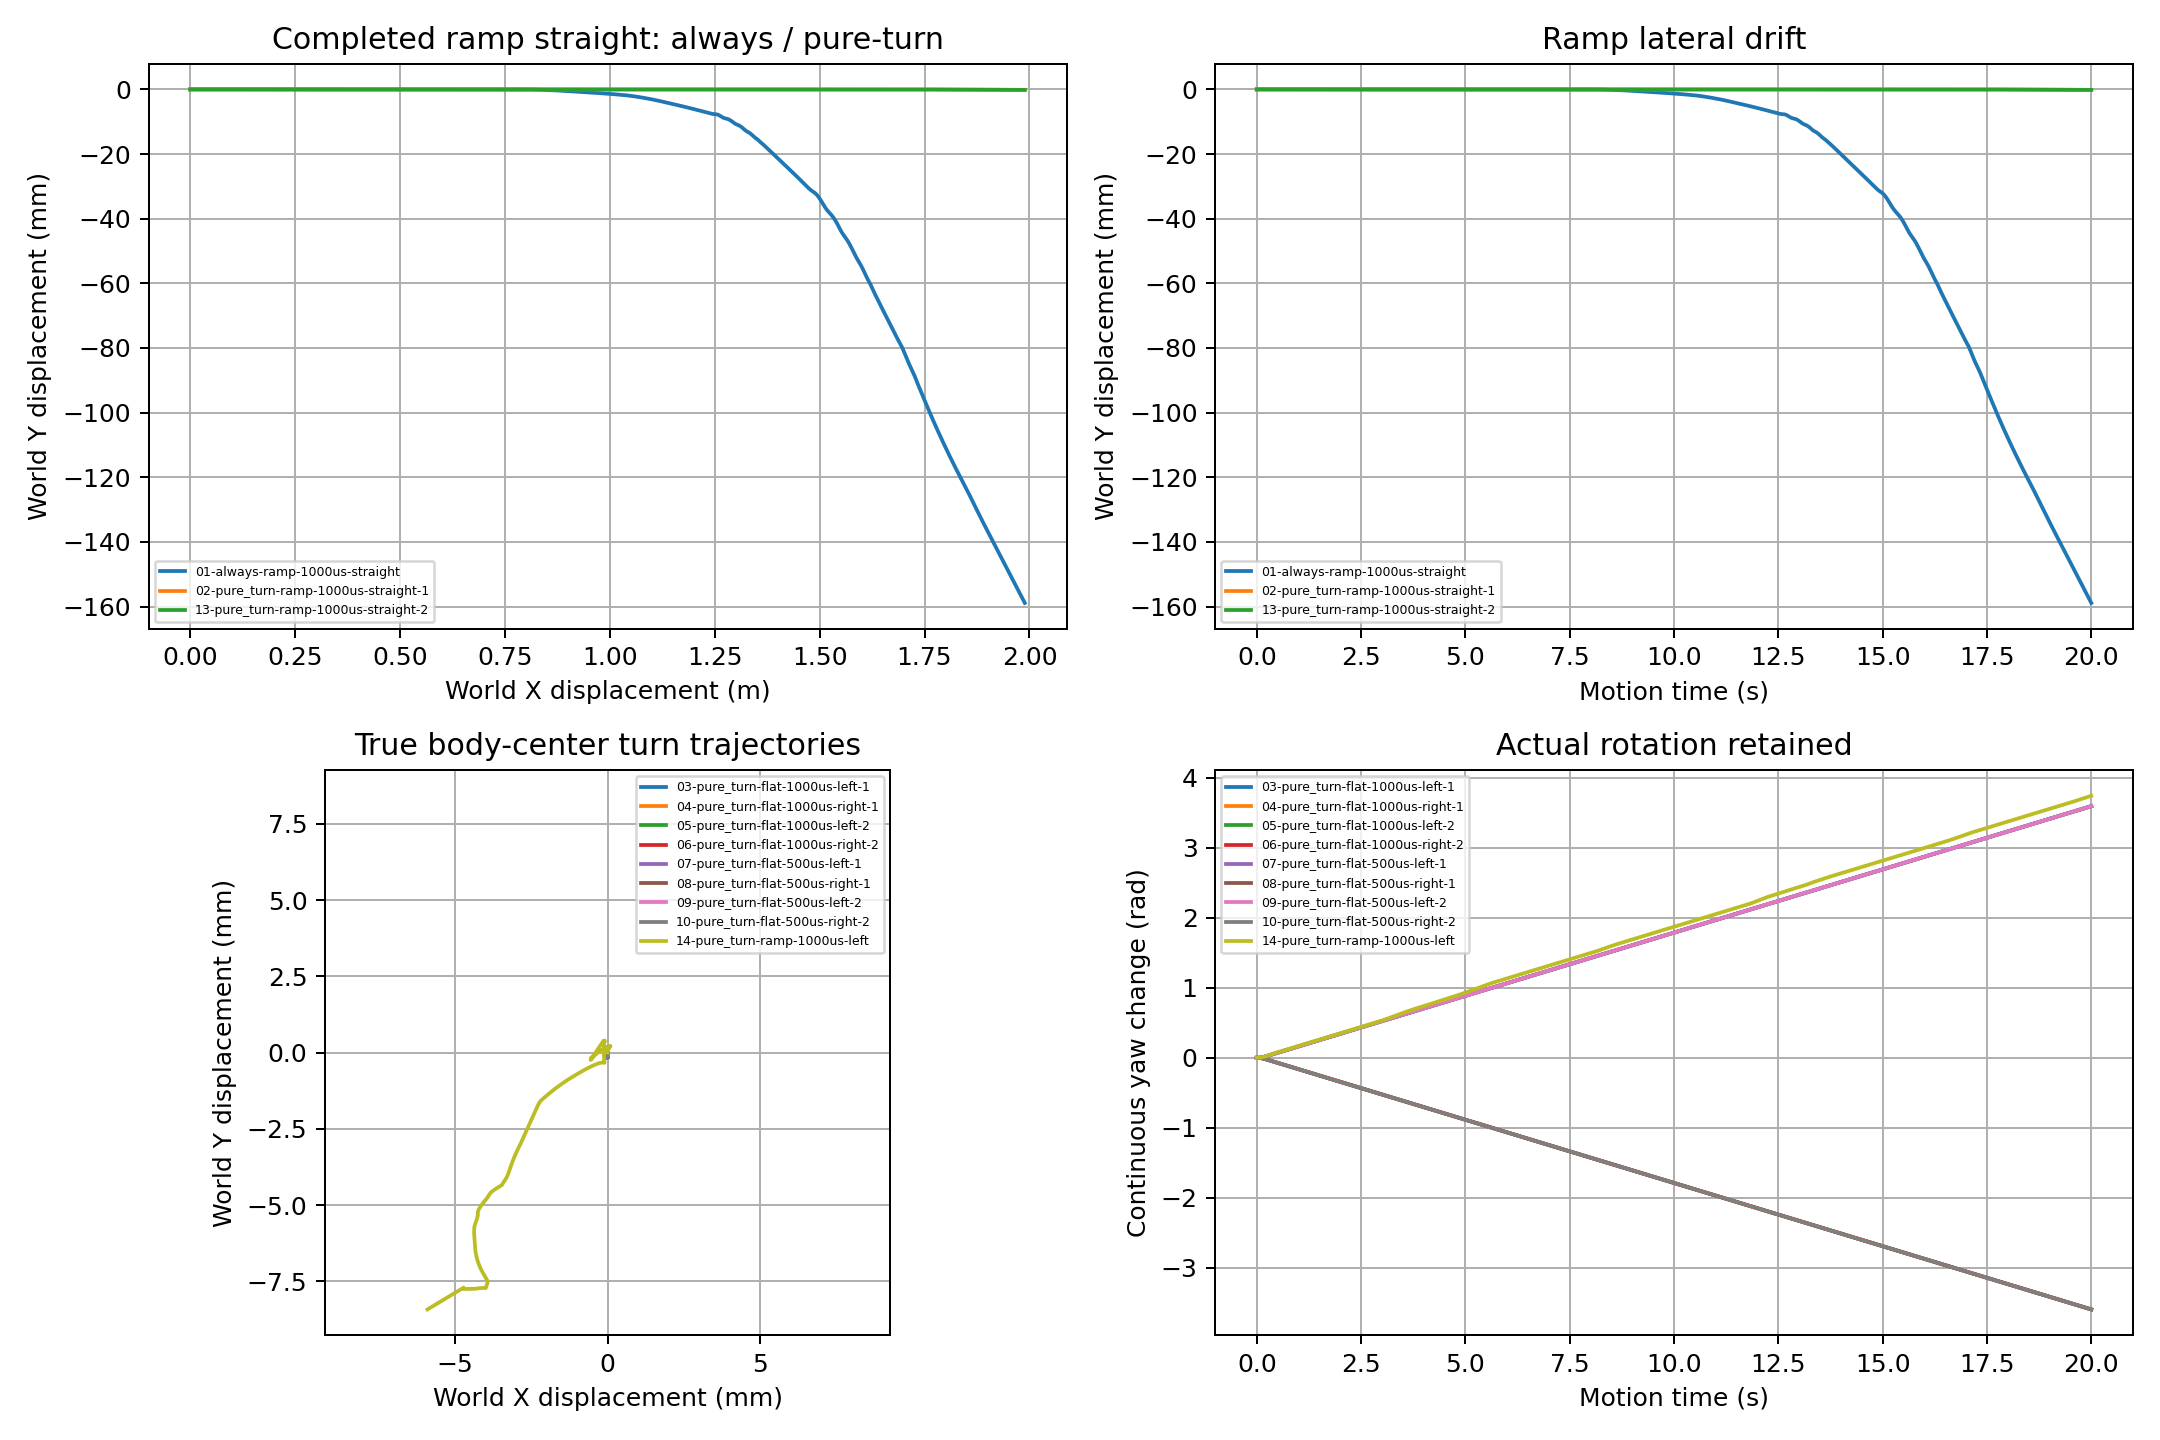 Completed ramp straight: always / pure-turn
World Y displacement (mm)
0
−20
−40
−60
−80
−100
−120
−140
−160
01-always-ramp-1000us-straight
02-pure_turn-ramp-1000us-straight-1
13-pure_turn-ramp-1000us-straight-2
0.00 0.25 0.50 0.75 1.00 1.25 1.50 1.75 2.00
World X displacement (m)
Ramp lateral drift
World Y displacement (mm)
0
−20
−40
−60
−80
−100
−120
−140
−160
01-always-ramp-1000us-straight
02-pure_turn-ramp-1000us-straight-1
13-pure_turn-ramp-1000us-straight-2
0.0 2.5 5.0 7.5 10.0 12.5 15.0 17.5 20.0
Motion time (s)
True body-center turn trajectories
World Y displacement (mm)
7.5
5.0
2.5
0.0
−2.5
−5.0
−7.5
03-pure_turn-flat-1000us-left-1
04-pure_turn-flat-1000us-right-1
05-pure_turn-flat-1000us-left-2
06-pure_turn-flat-1000us-right-2
07-pure_turn-flat-500us-left-1
08-pure_turn-flat-500us-right-1
09-pure_turn-flat-500us-left-2
10-pure_turn-flat-500us-right-2
14-pure_turn-ramp-1000us-left
−5 0 5
World X displacement (mm)
Actual rotation retained
Continuous yaw change (rad)
4
3
2
1
0
−1
−2
−3
03-pure_turn-flat-1000us-left-1
04-pure_turn-flat-1000us-right-1
05-pure_turn-flat-1000us-left-2
06-pure_turn-flat-1000us-right-2
07-pure_turn-flat-500us-left-1
08-pure_turn-flat-500us-right-1
09-pure_turn-flat-500us-left-2
10-pure_turn-flat-500us-right-2
14-pure_turn-ramp-1000us-left
0.0 2.5 5.0 7.5 10.0 12.5 15.0 17.5 20.0
Motion time (s)